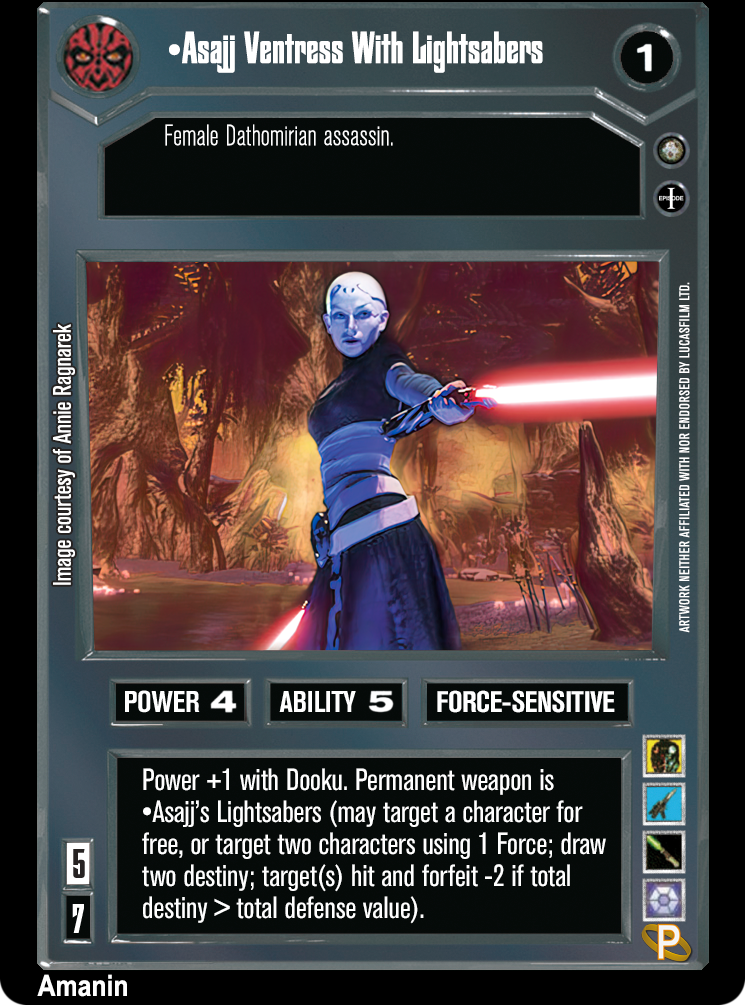 •Asajj Ventress With Lightsabers
1
Female Dathomirian assassin.
EPISODE I
Image courtesy of Annie Ragnarek
ARTWORK NEITHER AFFILIATED WITH NOR ENDORSED BY LUCASFILM LTD.
POWER 4
ABILITY 5
FORCE-SENSITIVE
Power +1 with Dooku. Permanent weapon is
•Asajj's Lightsabers (may target a character for
free, or target two characters using 1 Force; draw
two destiny; target(s) hit and forfeit -2 if total
destiny > total defense value).
5
7
P
Amanin